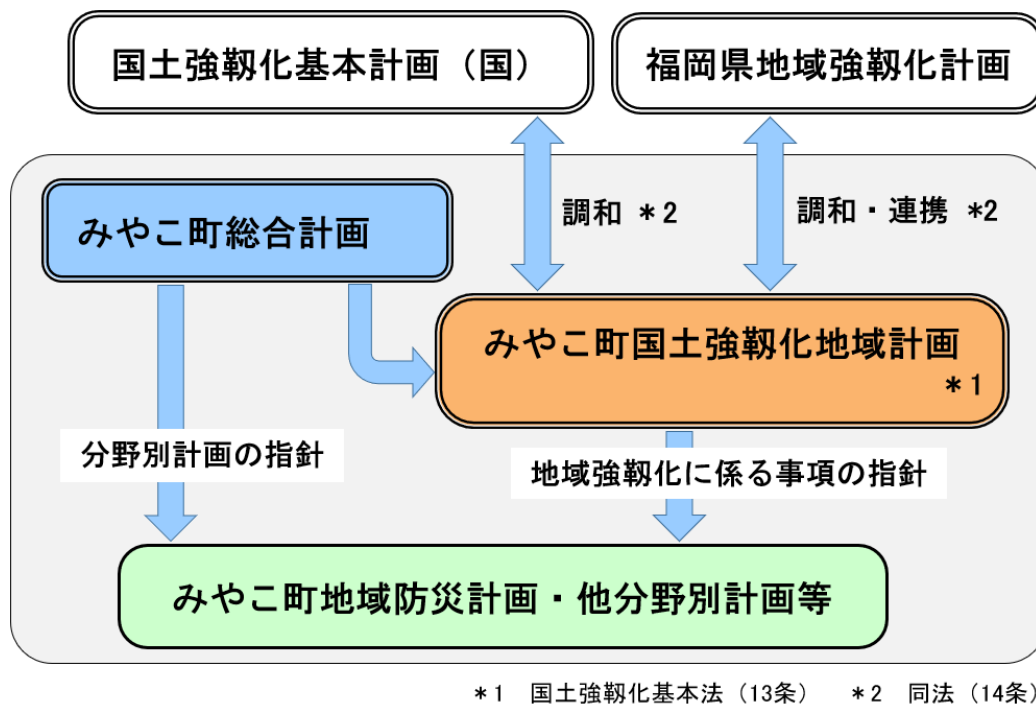 国土強靱化基本計画（国）
福岡県地域強靱化計画
みやこ町総合計画
調和 ＊2
調和・連携 *2
みやこ町国土強靱化地域計画
＊1
分野別計画の指針
地域強靱化に係る事項の指針
みやこ町地域防災計画・他分野別計画等
＊1　国土強靱化基本法（13条）　＊2　同法（14条）